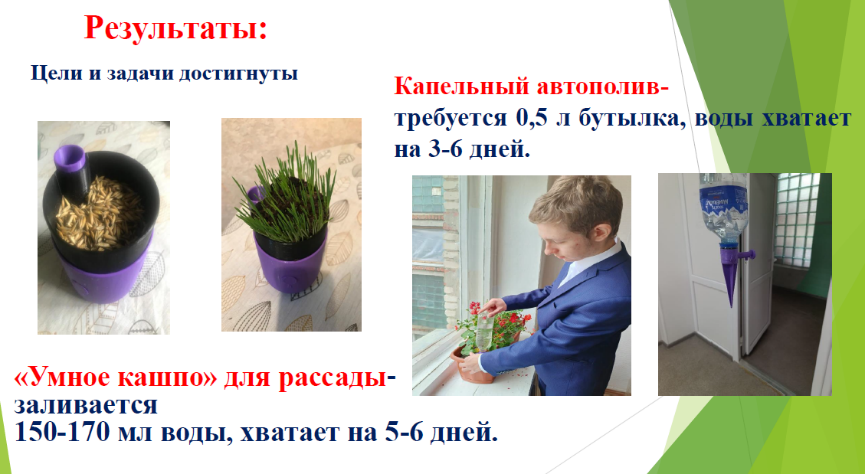 Результаты:
Цели и задачи достигнуты
Капельный автополив-
требуется 0,5 л бутылка, воды хватает
на 3-6 дней.
«Умное кашпо» для рассады-
заливается
150-170 мл воды, хватает на 5-6 дней.